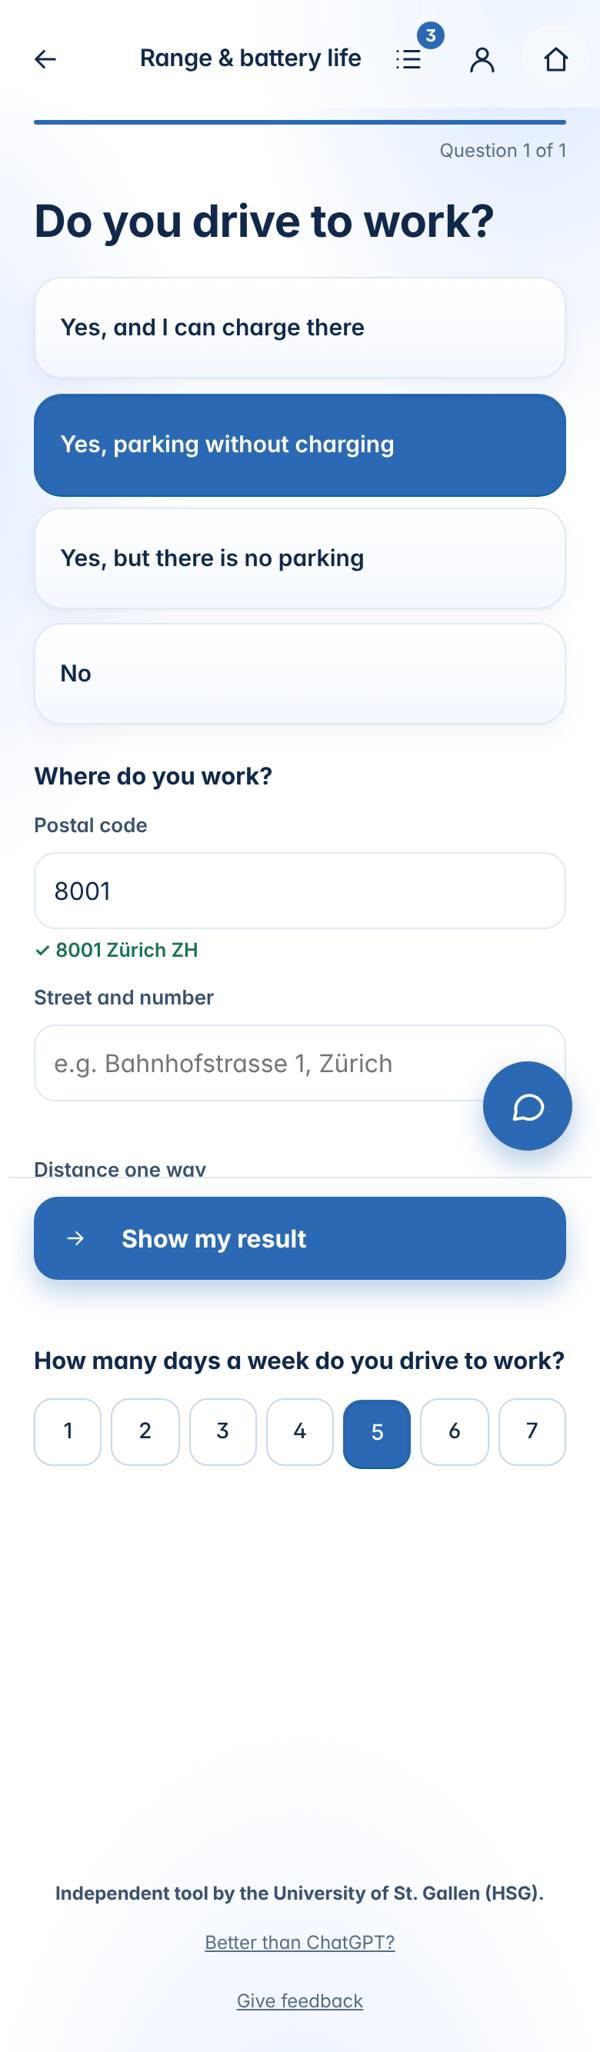 Range & battery life
3
Question 1 of 1
Do you drive to work?
Yes, and I can charge there
Yes, parking without charging
Yes, but there is no parking
No
Where do you work?
Postal code
8001
✓ 8001 Zürich ZH
Street and number
e.g. Bahnhofstrasse 1, Zürich
Distance one way
→ Show my result
How many days a week do you drive to work?
1 2 3 4 5 6 7
Independent tool by the University of St. Gallen (HSG).
Better than ChatGPT?
Give feedback